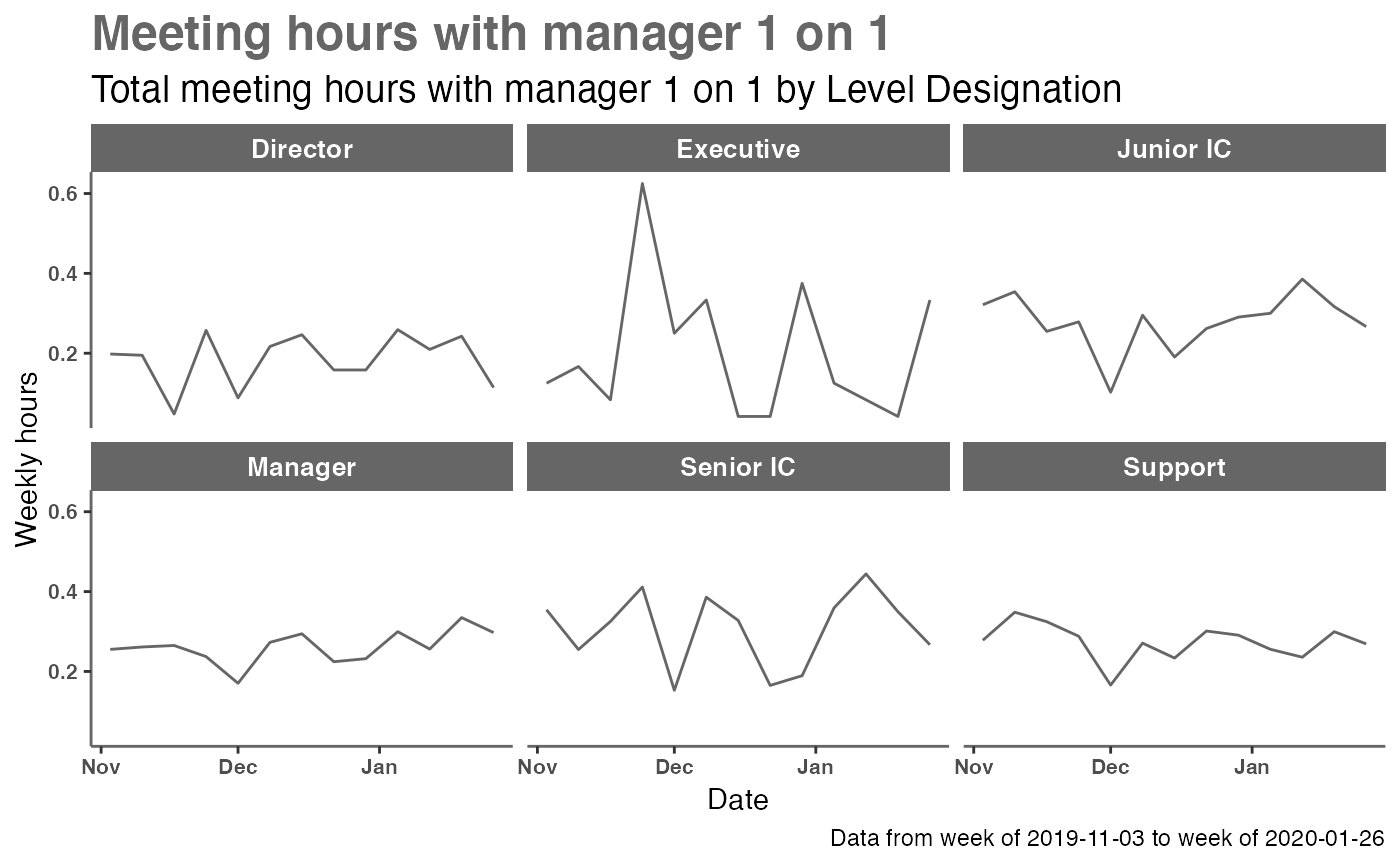 Meeting hours with manager 1 on 1
Total meeting hours with manager 1 on 1 by Level Designation
Director
Executive
Junior IC
0.6
0.4
0.2
Manager
Senior IC
Support
0.6
0.4
0.2
Weekly hours
Nov Dec Jan
Nov Dec Jan
Nov Dec Jan
Date
Data from week of 2019-11-03 to week of 2020-01-26